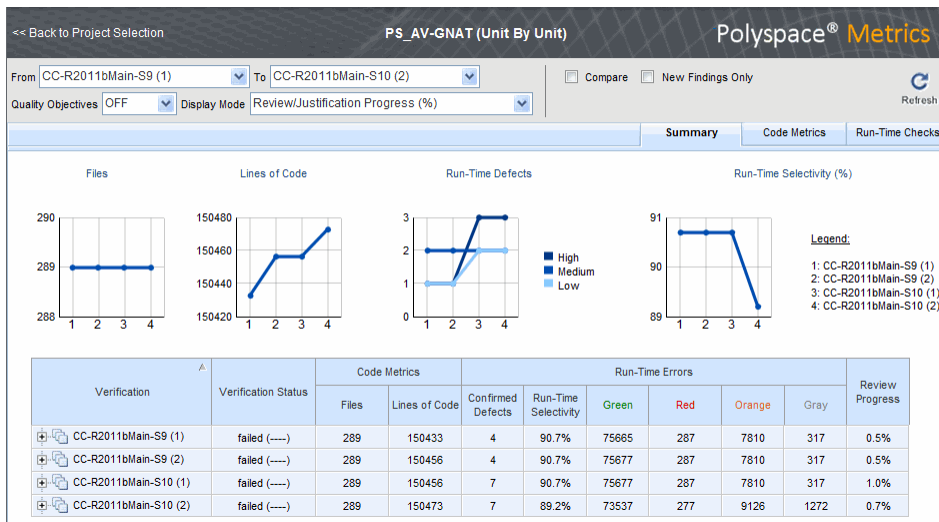 << Back to Project Selection PS_AV-GNAT (Unit By Unit) Polyspace® Metrics
From CC-R2011bMain-S9 (1) To CC-R2011bMain-S10 (2) Compare New Findings Only
Quality Objectives OFF Display Mode Review/Justification Progress (%) Refresh
Summary Code Metrics Run-Time Checks
Files
290
289
288
1 2 3 4
Lines of Code
150480
150460
150440
150420
1 2 3 4
Run-Time Defects
3
2
1
0
1 2 3 4
High
Medium
Low
Run-Time Selectivity (%)
91
90
89
1 2 3 4
Legend:
1: CC-R2011bMain-S9 (1)
2: CC-R2011bMain-S9 (2)
3: CC-R2011bMain-S10 (1)
4: CC-R2011bMain-S10 (2)
Verification Verification Status Code Metrics Run-Time Errors Review Progress
Files Lines of Code Confirmed Defects Run-Time Selectivity Green Red Orange Gray
CC-R2011bMain-S9 (1) failed (----) 289 150433 4 90.7% 75665 287 7810 317 0.5%
CC-R2011bMain-S9 (2) failed (----) 289 150456 4 90.7% 75677 287 7810 317 0.5%
CC-R2011bMain-S10 (1) failed (----) 289 150456 7 90.7% 75677 287 7810 317 1.0%
CC-R2011bMain-S10 (2) failed (----) 289 150473 7 89.2% 73537 277 9126 1272 0.7%